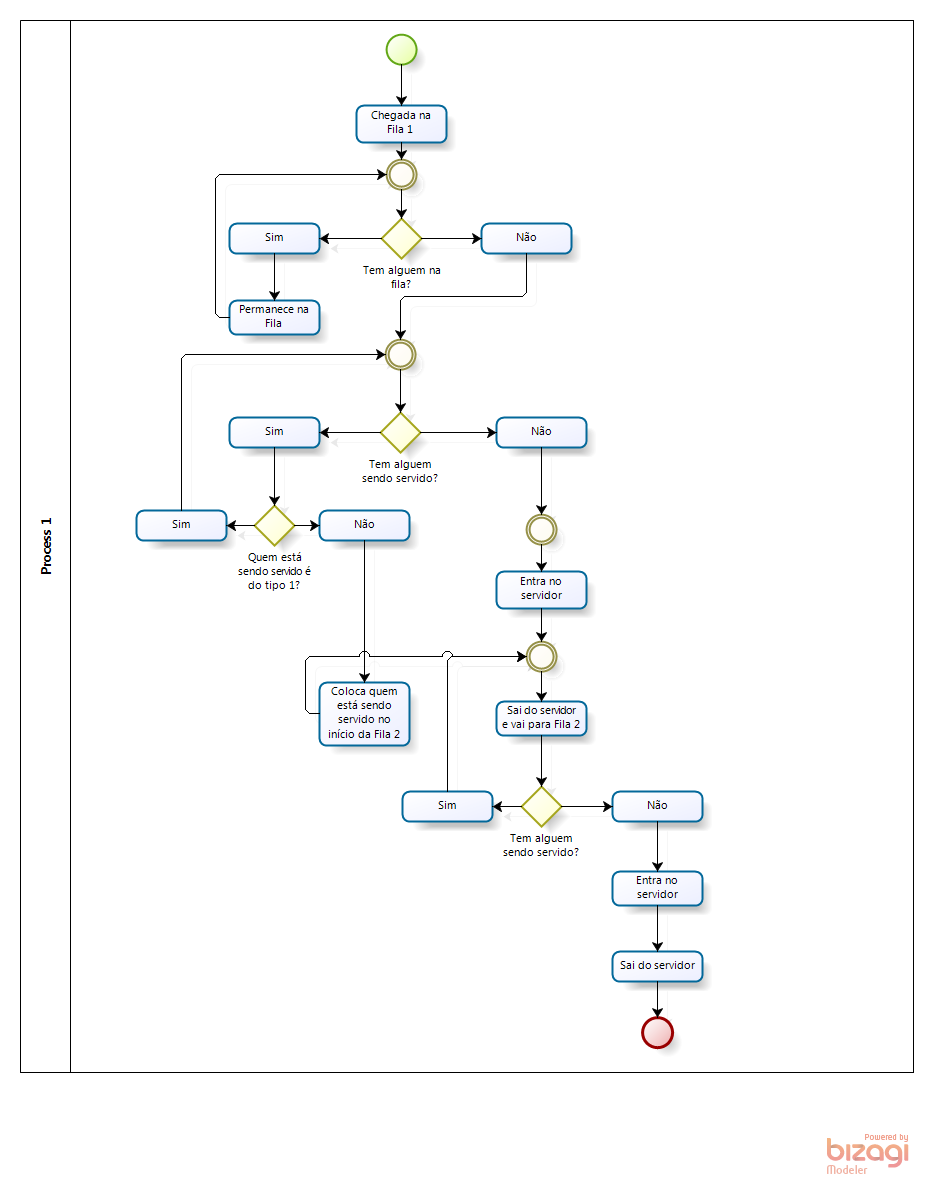 Process 1
Chegada na
Fila 1
Sim
Não
Tem alguem na
fila?
Permanece na
Fila
Sim
Não
Tem alguem
sendo servido?
Sim
Não
Quem está
sendo servido é
do tipo 1?
Entra no
servidor
Coloca quem
está sendo
servido no
início da Fila 2
Sai do servidor
e vai para Fila 2
Sim
Não
Tem alguem
sendo servido?
Entra no
servidor
Sai do servidor
Powered by
bizagi
Modeler